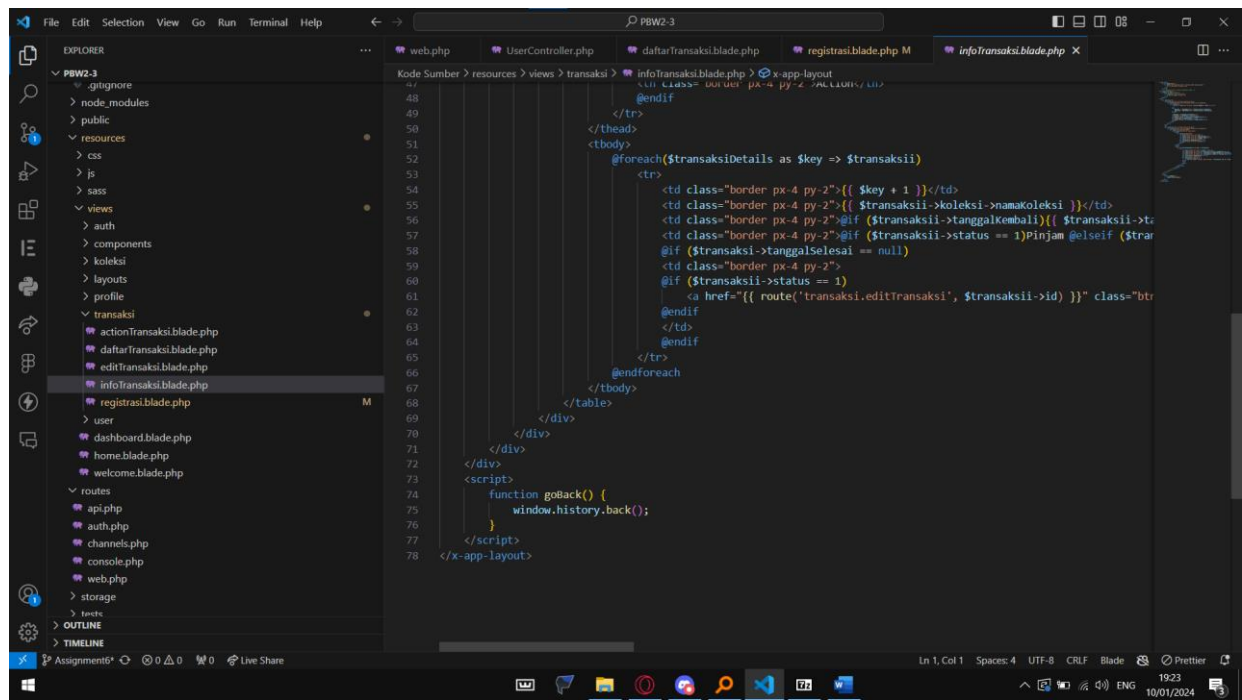 File Edit Selection View Go Run Terminal Help
PBW2-3
EXPLORER
PBW2-3
.gitignore
node_modules
public
resources
css
js
sass
views
auth
components
koleksi
layouts
profile
transaksi
actionTransaksi.blade.php
daftarTransaksi.blade.php
editTransaksi.blade.php
infoTransaksi.blade.php
registrasi.blade.php M
user
dashboard.blade.php
home.blade.php
welcome.blade.php
routes
api.php
auth.php
channels.php
console.php
web.php
storage
tests
OUTLINE
TIMELINE
web.php UserController.php daftarTransaksi.blade.php registrasi.blade.php M infoTransaksi.blade.php
Kode Sumber > resources > views > transaksi > infoTransaksi.blade.php > x-app-layout
47 <th class="border px-4 py-2">Action</th>
48 @endif
49 </tr>
50 </thead>
51 <tbody>
52 @foreach($transaksiDetails as $key => $transaksii)
53 <tr>
54 <td class="border px-4 py-2">{{ $key + 1 }}</td>
55 <td class="border px-4 py-2">{{ $transaksii->koleksi->namaKoleksi }}</td>
56 <td class="border px-4 py-2">@if ($transaksii->tanggalKembali){{ $transaksii->ta
57 <td class="border px-4 py-2">@if ($transaksii->status == 1)Pinjam @elseif ($tran
58 @if ($transaksi->tanggalSelesai == null)
59 <td class="border px-4 py-2">
60 @if ($transaksii->status == 1)
61 <a href="{{ route('transaksi.editTransaksi', $transaksii->id) }}" class="btn
62 @endif
63 </td>
64 @endif
65 </tr>
66 @endforeach
67 </tbody>
68 </table>
69 </div>
70 </div>
71 </div>
72 </div>
73 <script>
74 function goBack() {
75 window.history.back();
76 }
77 </script>
78 </x-app-layout>
Assignment6* 0 0 0 Live Share
Ln 1, Col 1 Spaces: 4 UTF-8 CRLF Blade Prettier
ENG
19:23
10/01/2024